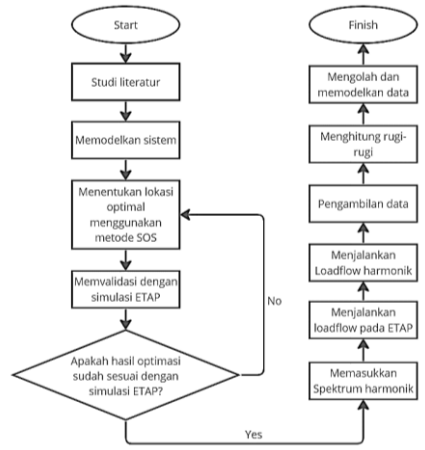 Start
Studi literatur
Memodelkan sistem
Menentukan lokasi
optimal
menggunakan
metode SOS
Memvalidasi dengan
simulasi ETAP
Apakah hasil optimasi
sudah sesuai dengan
simulasi ETAP?
No
Yes
Memasukkan
Spektrum harmonik
Menjalankan
loadflow pada ETAP
Menjalankan
Loadflow harmonik
Pengambilan data
Menghitung rugi-
rugi
Mengolah dan
memodelkan data
Finish